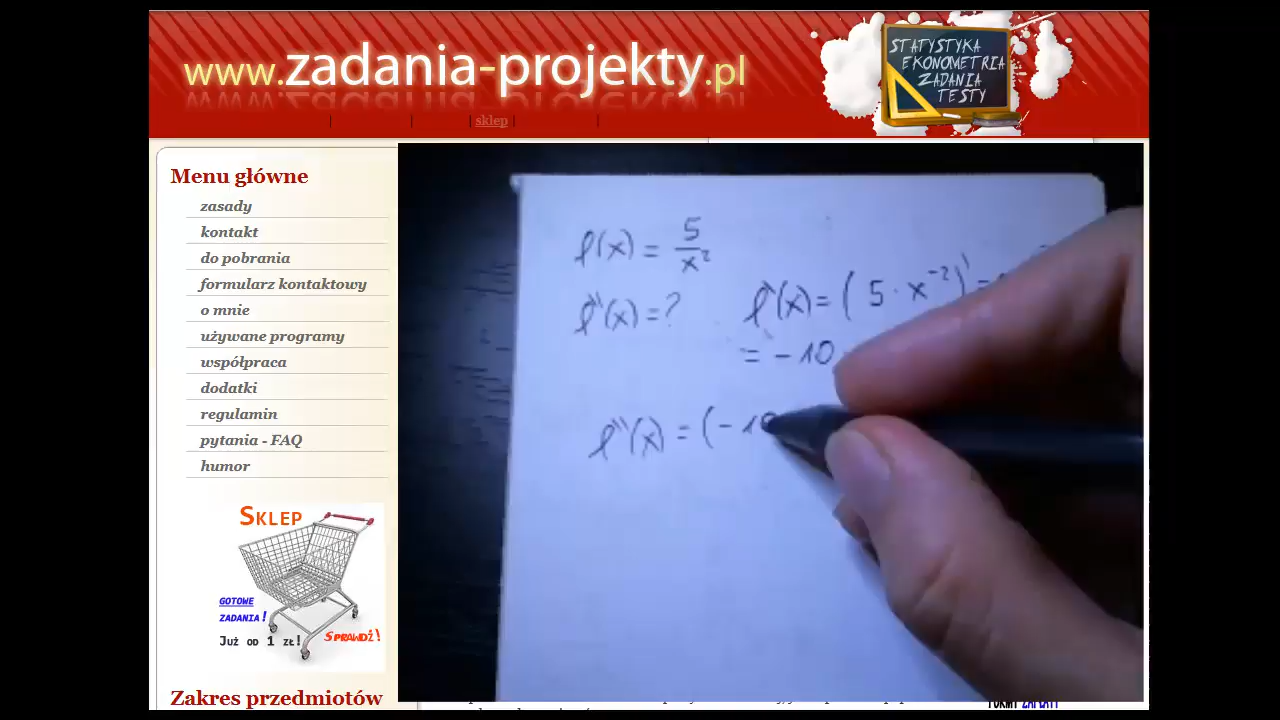 www.zadania-projekty.pl
STATYSTYKA
EKONOMETRIA
ZADANIA
TESTY
sklep
Menu główne
zasady
kontakt
do pobrania
formularz kontaktowy
o mnie
używane programy
współpraca
dodatki
regulamin
pytania - FAQ
humor
SKLEP
GOTOWE
ZADANIA!
JUŻ OD 1 ZŁ!
SPRAWDŹ!
Zakres przedmiotów
f(x) = 5/x²
f''(x) = ?
f'(x) = (5 · x⁻²)' =
= -10
f''(x) = (-10